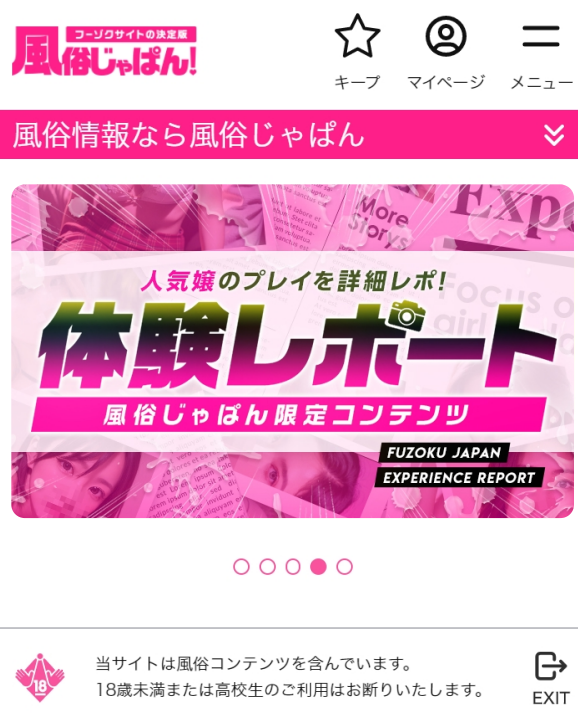 フーゾクサイトの決定版
風俗じゃぱん!
キープ
マイページ
メニュー
風俗情報なら風俗じゃぱん
More
Storys
Expe
人気嬢のプレイを詳細レポ!
体験レポート
風俗じゃぱん限定コンテンツ
FUZOKU JAPAN
EXPERIENCE REPORT
18
当サイトは風俗コンテンツを含んでいます。
18歳未満または高校生のご利用はお断りいたします。
EXIT